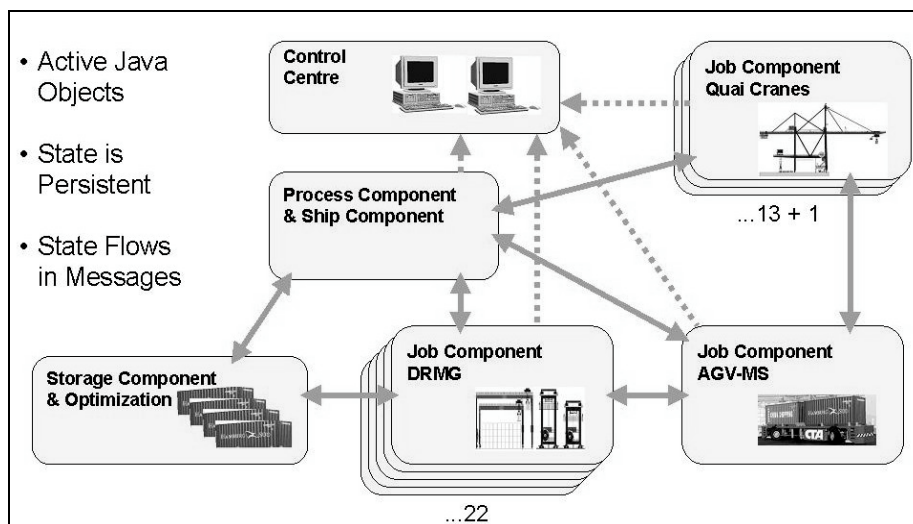 • Active Java
Objects
• State is
Persistent
• State Flows
in Messages
Control
Centre
Job Component
Quai Cranes
...13 + 1
Process Component
& Ship Component
Storage Component
& Optimization
Job Component
DRMG
...22
Job Component
AGV-MS
CTA